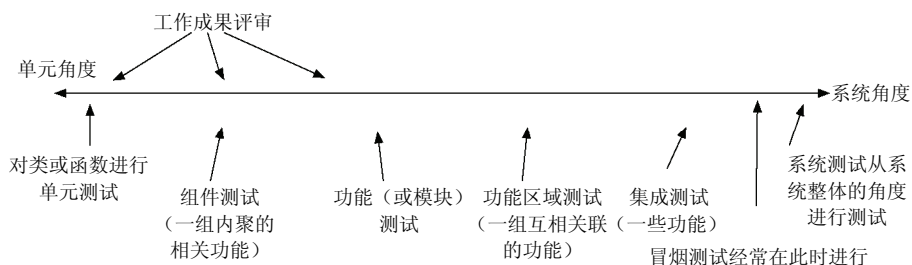 工作成果评审
单元角度
系统角度
对类或函数进行
单元测试
组件测试
（一组内聚的
相关功能）
功能（或模块）
测试
功能区域测试
（一组互相关联
的功能）
集成测试
（一些功能）
系统测试从系
统整体的角度
进行测试
冒烟测试经常在此时进行